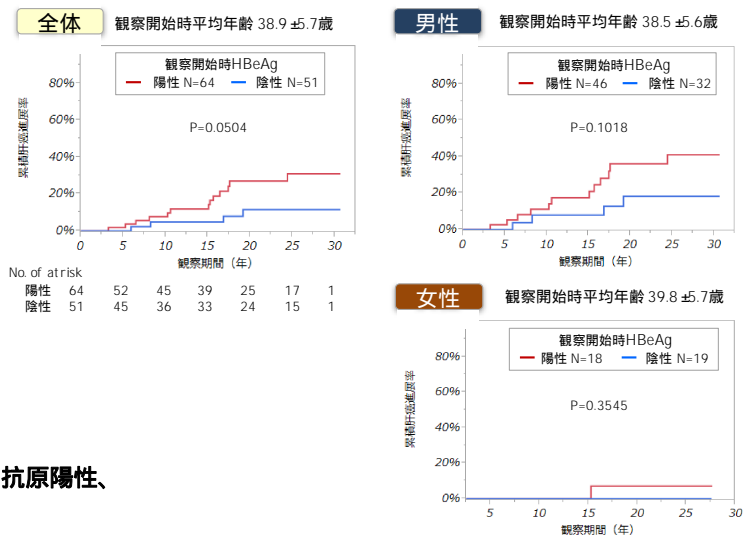 全体
観察開始時平均年齢 38.9 ±5.7歳
観察開始時HBeAg
陽性 N=64 陰性 N=51
P=0.0504
累積肝癌進展率
80%
60%
40%
20%
0%
0 5 10 15 20 25 30
観察期間（年）
No. of at risk
陽性 64 52 45 39 25 17 1
陰性 51 45 36 33 24 15 1
男性
観察開始時平均年齢 38.5 ±5.6歳
観察開始時HBeAg
陽性 N=46 陰性 N=32
P=0.1018
累積肝癌進展率
80%
60%
40%
20%
0%
0 5 10 15 20 25 30
観察期間（年）
女性
観察開始時平均年齢 39.8 ±5.7歳
観察開始時HBeAg
陽性 N=18 陰性 N=19
P=0.3545
累積肝癌進展率
80%
60%
40%
20%
0%
5 10 15 20 25 30
観察期間（年）
抗原陽性、